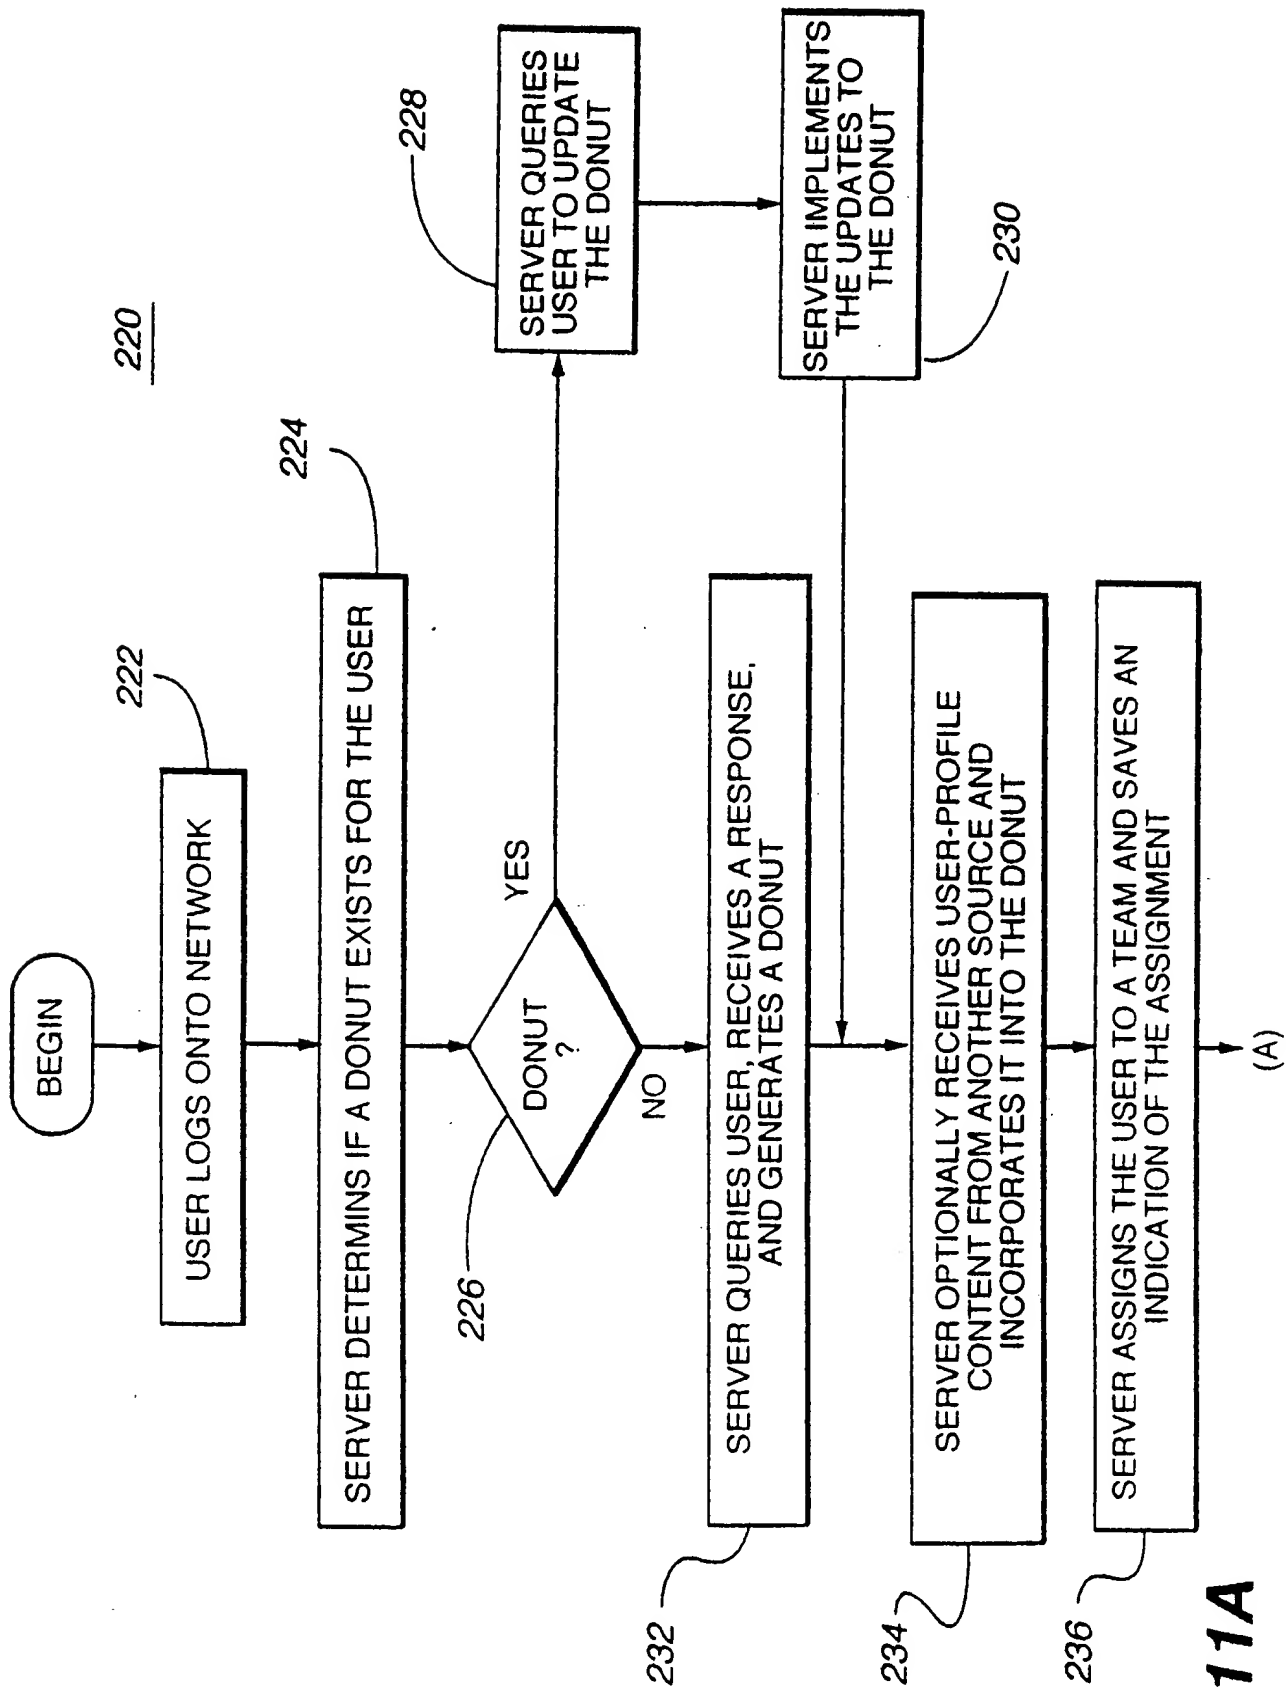 220
BEGIN
222
USER LOGS ONTO NETWORK
224
SERVER DETERMINS IF A DONUT EXISTS FOR THE USER
226
DONUT
?
YES
NO
228
SERVER QUERIES
USER TO UPDATE
THE DONUT
SERVER IMPLEMENTS
THE UPDATES TO
THE DONUT
230
232
SERVER QUERIES USER, RECEIVES A RESPONSE,
AND GENERATES A DONUT
234
SERVER OPTIONALLY RECEIVES USER-PROFILE
CONTENT FROM ANOTHER SOURCE AND
INCORPORATES IT INTO THE DONUT
236
SERVER ASSIGNS THE USER TO A TEAM AND SAVES AN
INDICATION OF THE ASSIGNMENT
(A)
11A